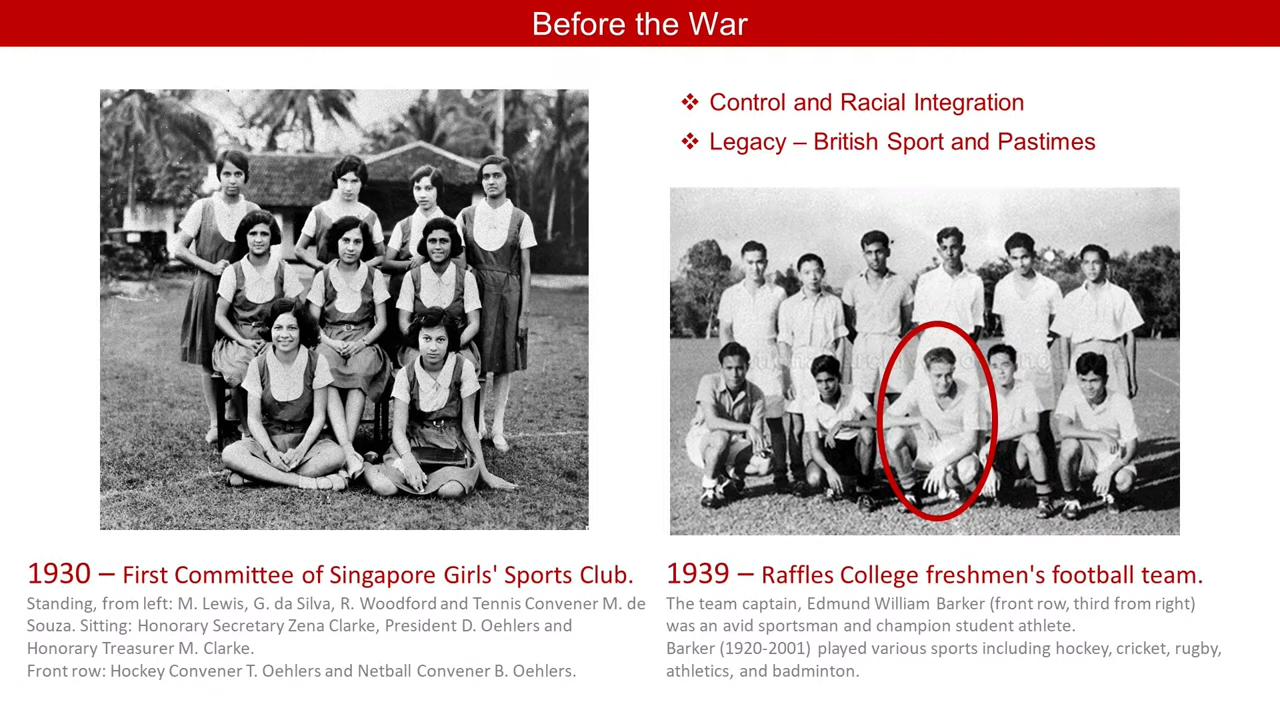 Before the War
❖ Control and Racial Integration
❖ Legacy – British Sport and Pastimes
1930 – First Committee of Singapore Girls' Sports Club.
Standing, from left: M. Lewis, G. da Silva, R. Woodford and Tennis Convener M. de
Souza. Sitting: Honorary Secretary Zena Clarke, President D. Oehlers and
Honorary Treasurer M. Clarke.
Front row: Hockey Convener T. Oehlers and Netball Convener B. Oehlers.
1939 – Raffles College freshmen's football team.
The team captain, Edmund William Barker (front row, third from right)
was an avid sportsman and champion student athlete.
Barker (1920-2001) played various sports including hockey, cricket, rugby,
athletics, and badminton.